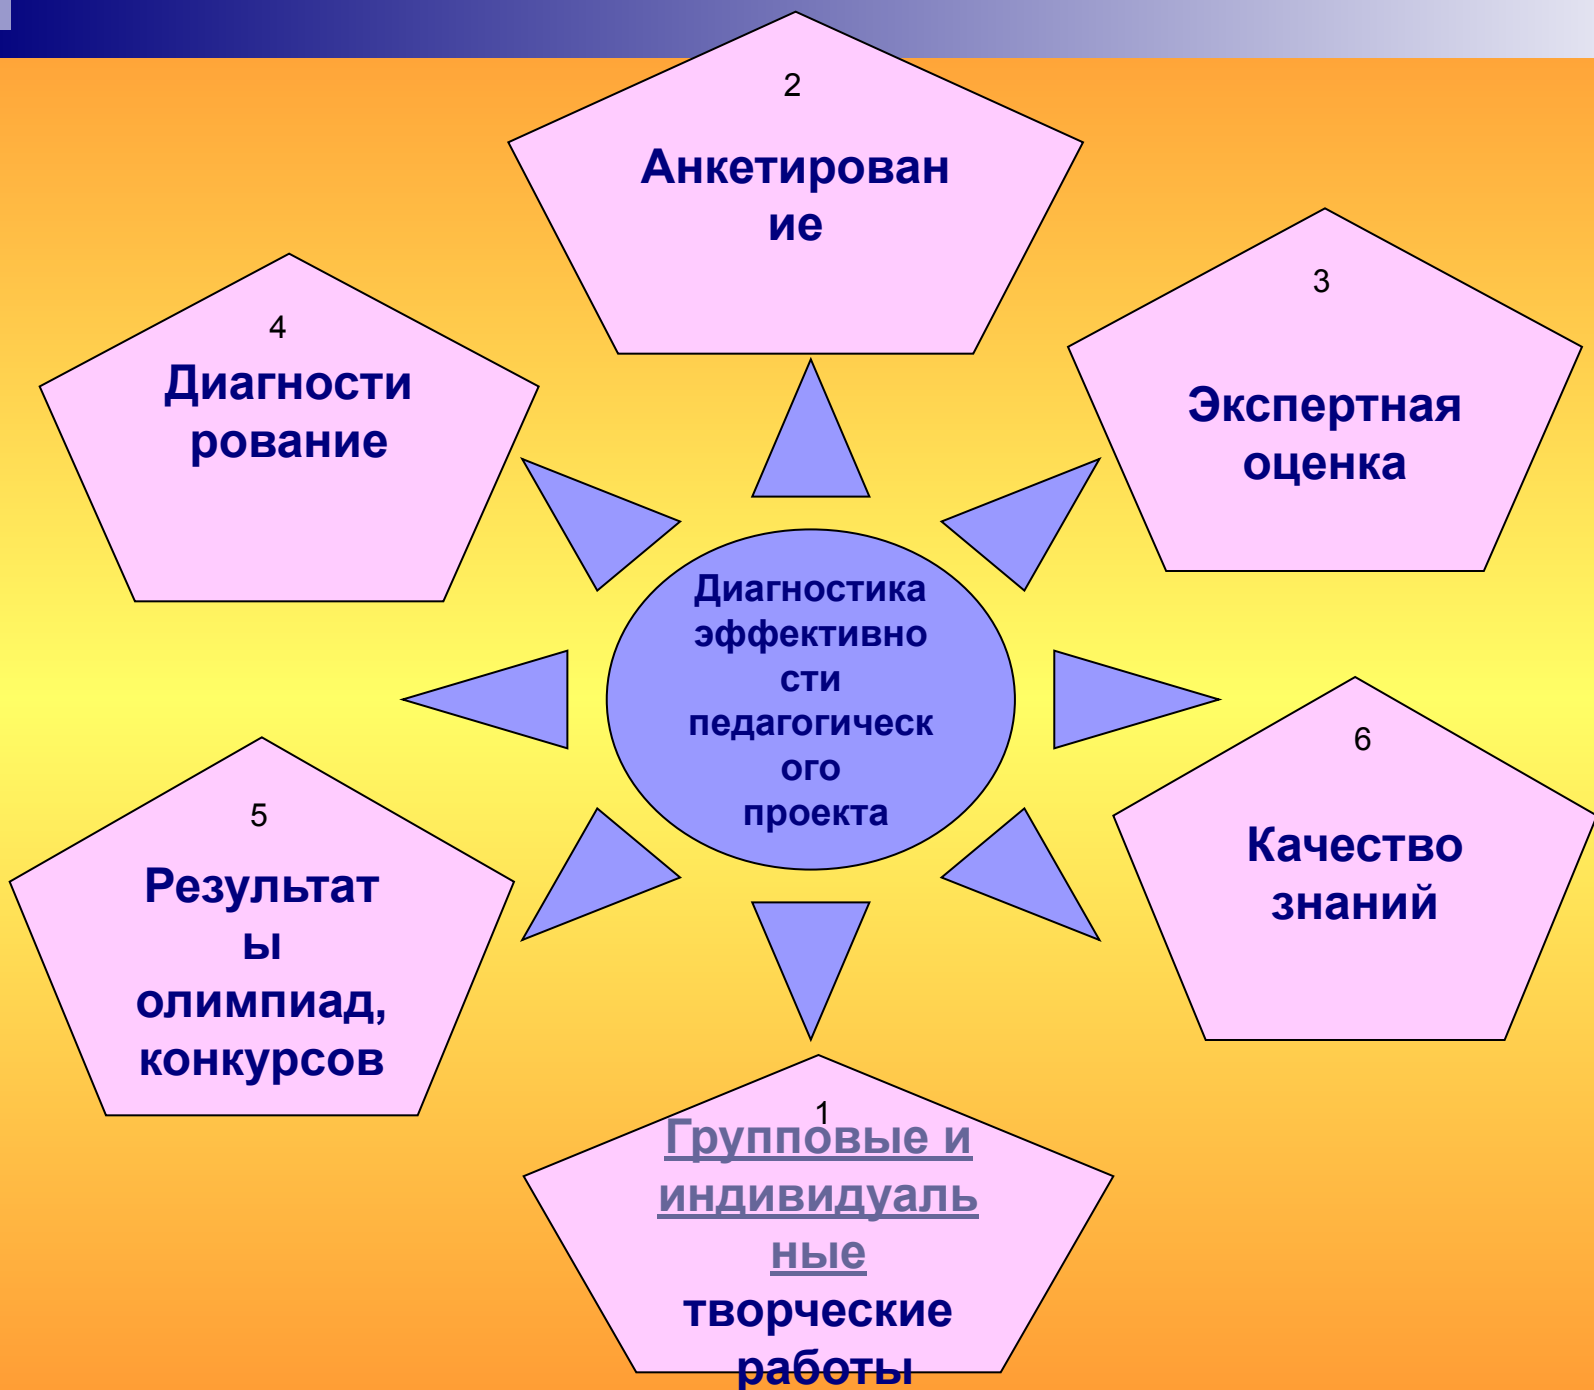 2
Анкетирован
ие
3
Экспертная
оценка
4
Диагности
рование
Диагностика
эффективно
сти
педагогическ
ого
проекта
6
Качество
знаний
5
Результат
ы
олимпиад,
конкурсов
1
Групповые и
индивидуаль
ные
творческие
работы